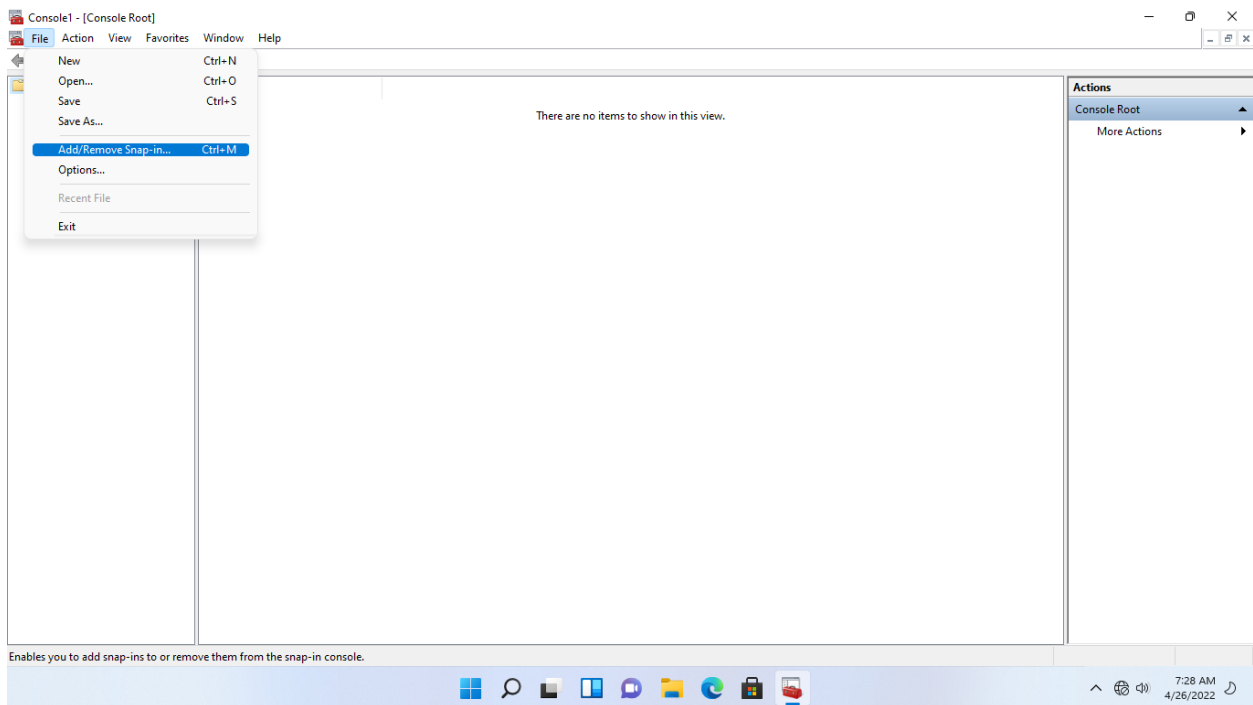 Console1 - [Console Root]
File Action View Favorites Window Help
New Ctrl+N
Open... Ctrl+O
Save Ctrl+S
Save As...
Add/Remove Snap-in... Ctrl+M
Options...
Recent File
Exit
There are no items to show in this view.
Actions
Console Root
More Actions
Enables you to add snap-ins to or remove them from the snap-in console.
7:28 AM
4/26/2022